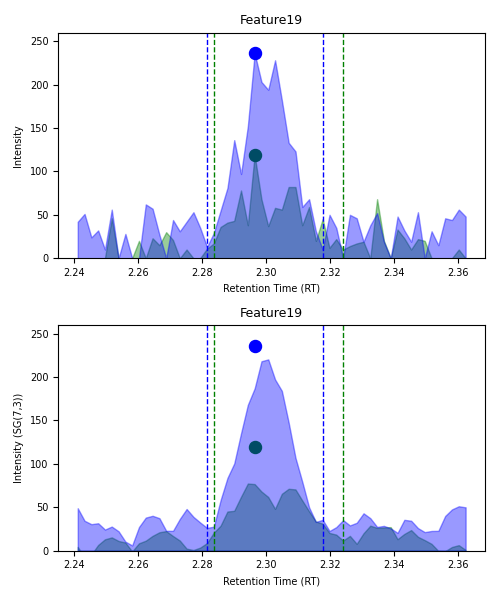 Feature19
Intensity
250
200
150
100
50
0
2.24 2.26 2.28 2.30 2.32 2.34 2.36
Retention Time (RT)
Feature19
Intensity (SG(7,3))
250
200
150
100
50
0
2.24 2.26 2.28 2.30 2.32 2.34 2.36
Retention Time (RT)